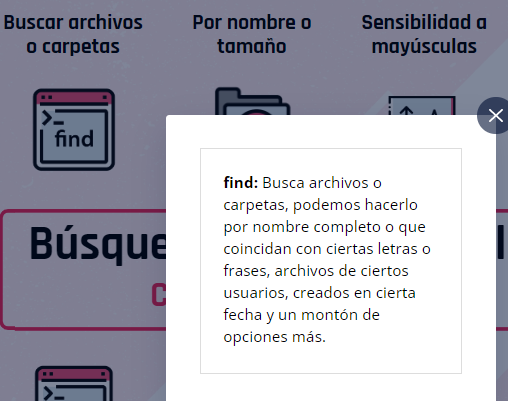 Buscar archivos
o carpetas
Por nombre o
tamaño
Sensibilidad a
mayúsculas
find
find: Busca archivos o
carpetas, podemos hacerlo
por nombre completo o que
coincidan con ciertas letras o
frases, archivos de ciertos
usuarios, creados en cierta
fecha y un montón de
opciones más.